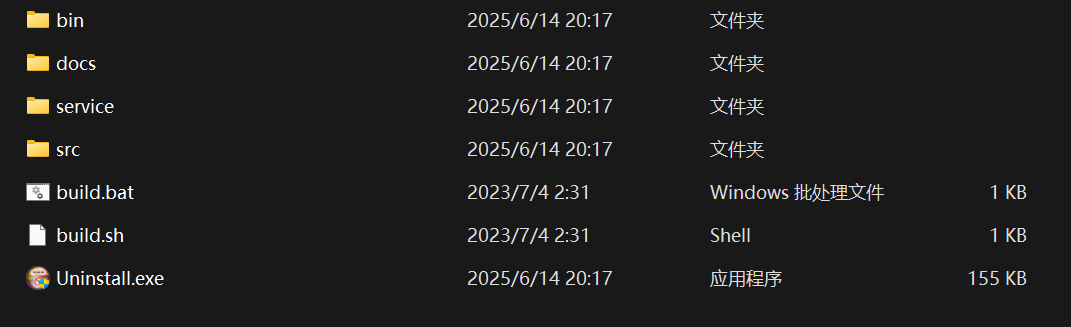 bin 2025/6/14 20:17 文件夹
docs 2025/6/14 20:17 文件夹
service 2025/6/14 20:17 文件夹
src 2025/6/14 20:17 文件夹
build.bat 2023/7/4 2:31 Windows 批处理文件 1 KB
build.sh 2023/7/4 2:31 Shell 1 KB
Uninstall.exe 2025/6/14 20:17 应用程序 155 KB